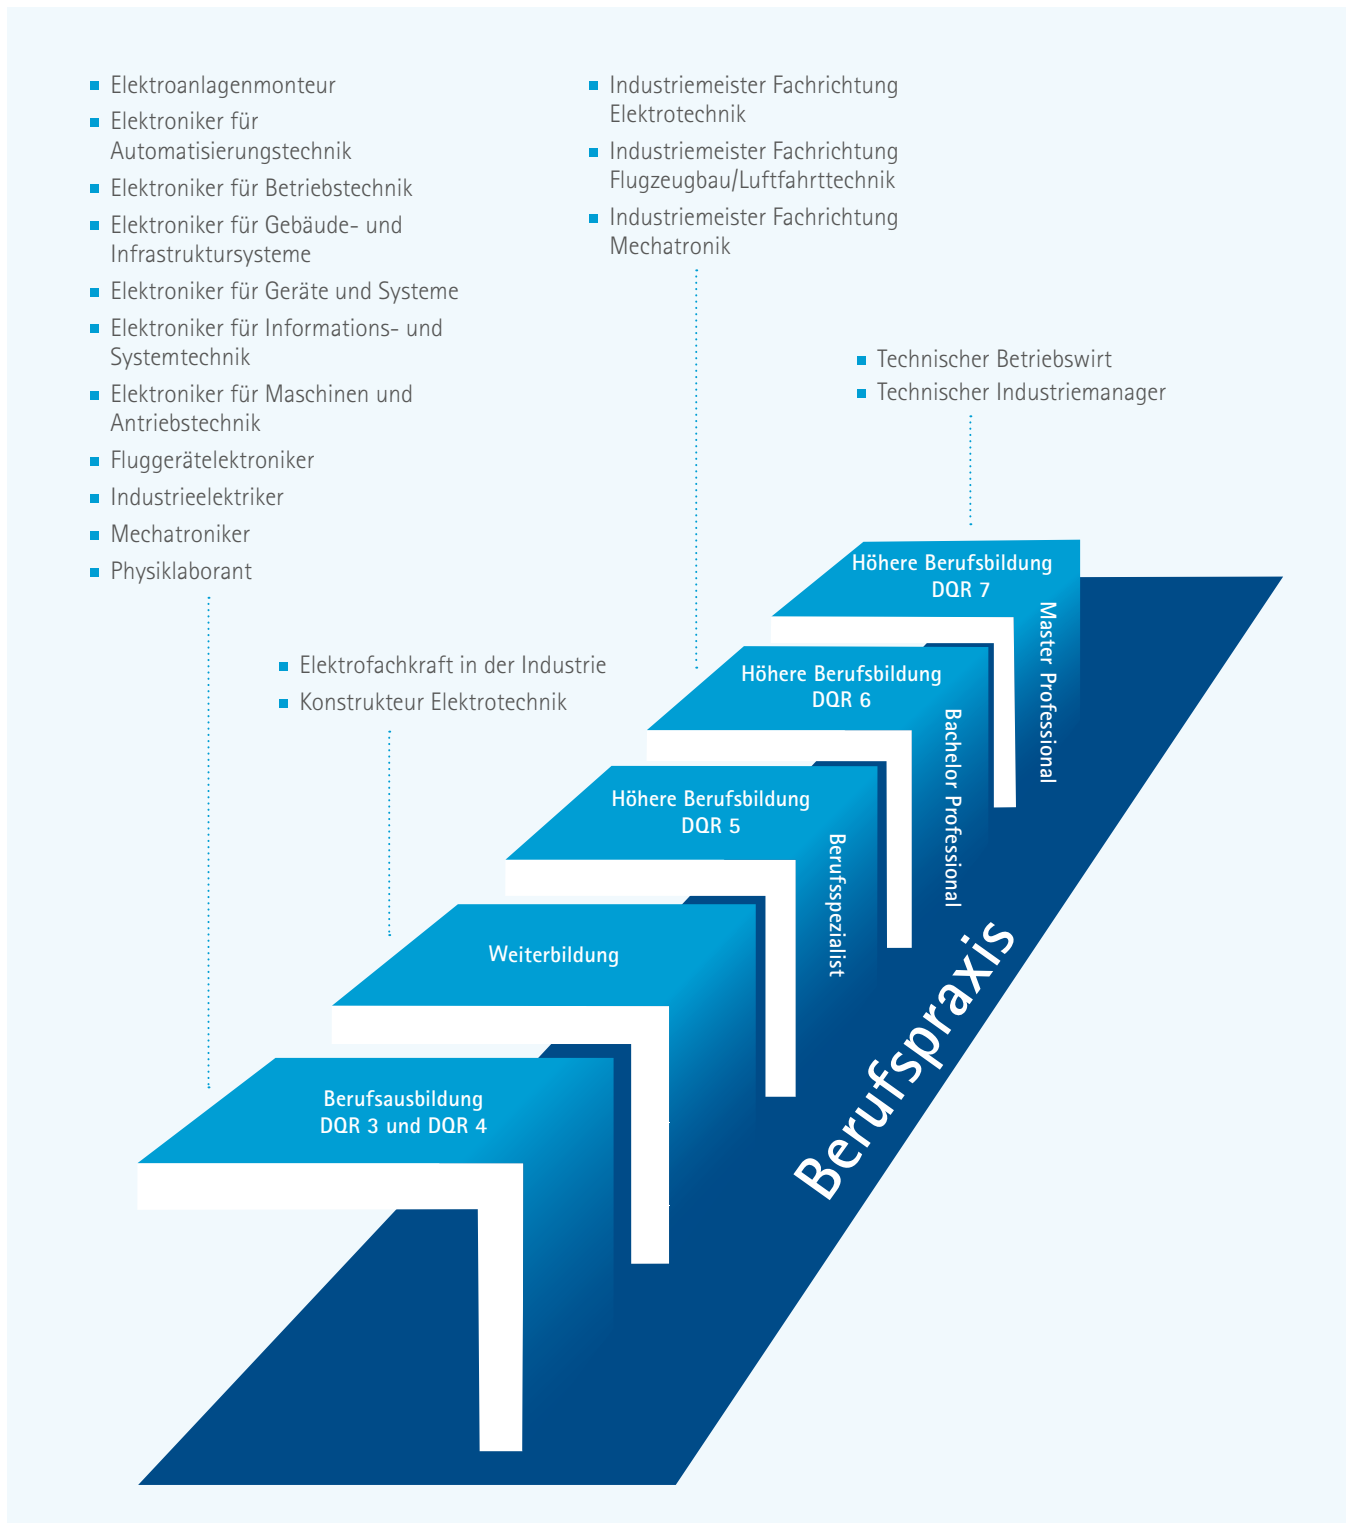 Elektroanlagenmonteur
Elektroniker für
Automatisierungstechnik
Elektroniker für Betriebstechnik
Elektroniker für Gebäude- und
Infrastruktursysteme
Elektroniker für Geräte und Systeme
Elektroniker für Informations- und
Systemtechnik
Elektroniker für Maschinen und
Antriebstechnik
Fluggerätelektroniker
Industrieelektriker
Mechatroniker
Physiklaborant
Industriemeister Fachrichtung
Elektrotechnik
Industriemeister Fachrichtung
Flugzeugbau/Luftfahrttechnik
Industriemeister Fachrichtung
Mechatronik
Technischer Betriebswirt
Technischer Industriemanager
Elektrofachkraft in der Industrie
Konstrukteur Elektrotechnik
Höhere Berufsbildung
DQR 7
Master Professional
Höhere Berufsbildung
DQR 6
Bachelor Professional
Höhere Berufsbildung
DQR 5
Berufsspezialist
Weiterbildung
Berufsausbildung
DQR 3 und DQR 4
Berufspraxis